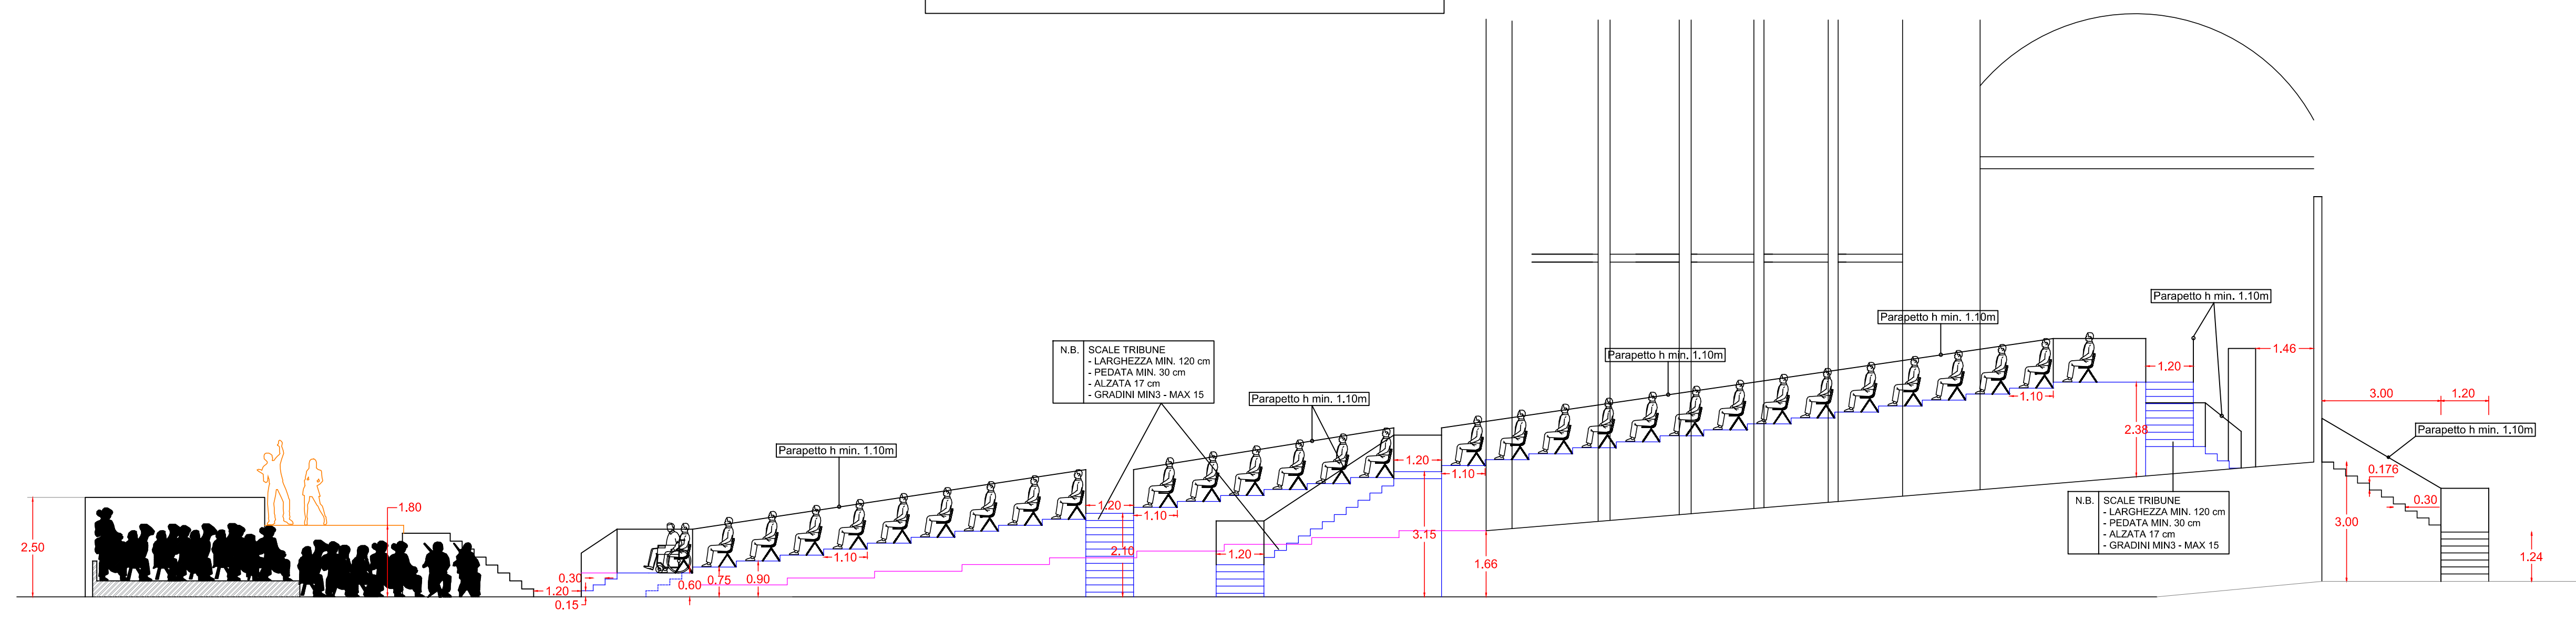 2.50
1.80
1.20
0.30
0.15
0.60
0.75
0.90
Parapetto h min. 1.10m
1.10
N.B. SCALE TRIBUNE
- LARGHEZZA MIN. 120 cm
- PEDATA MIN. 30 cm
- ALZATA 17 cm
- GRADINI MIN3 - MAX 15
1.20
2.10
1.10
1.20
Parapetto h min. 1.10m
1.20
3.15
1.10
1.66
Parapetto h min. 1.10m
Parapetto h min. 1.10m
1.10
Parapetto h min. 1.10m
1.20
2.38
1.46
N.B. SCALE TRIBUNE
- LARGHEZZA MIN. 120 cm
- PEDATA MIN. 30 cm
- ALZATA 17 cm
- GRADINI MIN3 - MAX 15
3.00
1.20
Parapetto h min. 1.10m
0.176
0.30
3.00
1.24